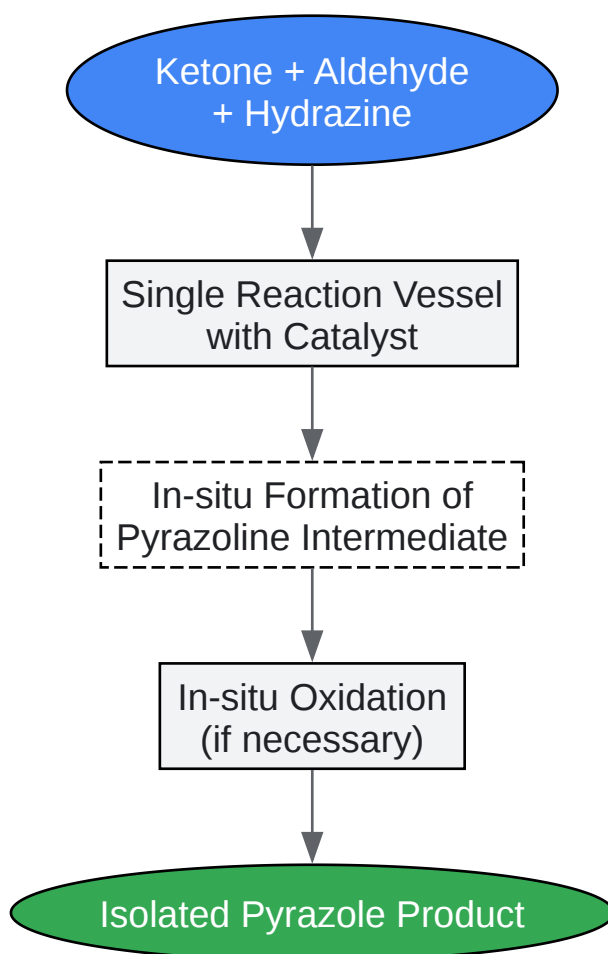 Ketone + Aldehyde
+ Hydrazine
Single Reaction Vessel
with Catalyst
In-situ Formation of
Pyrazoline Intermediate
In-situ Oxidation
(if necessary)
Isolated Pyrazole Product